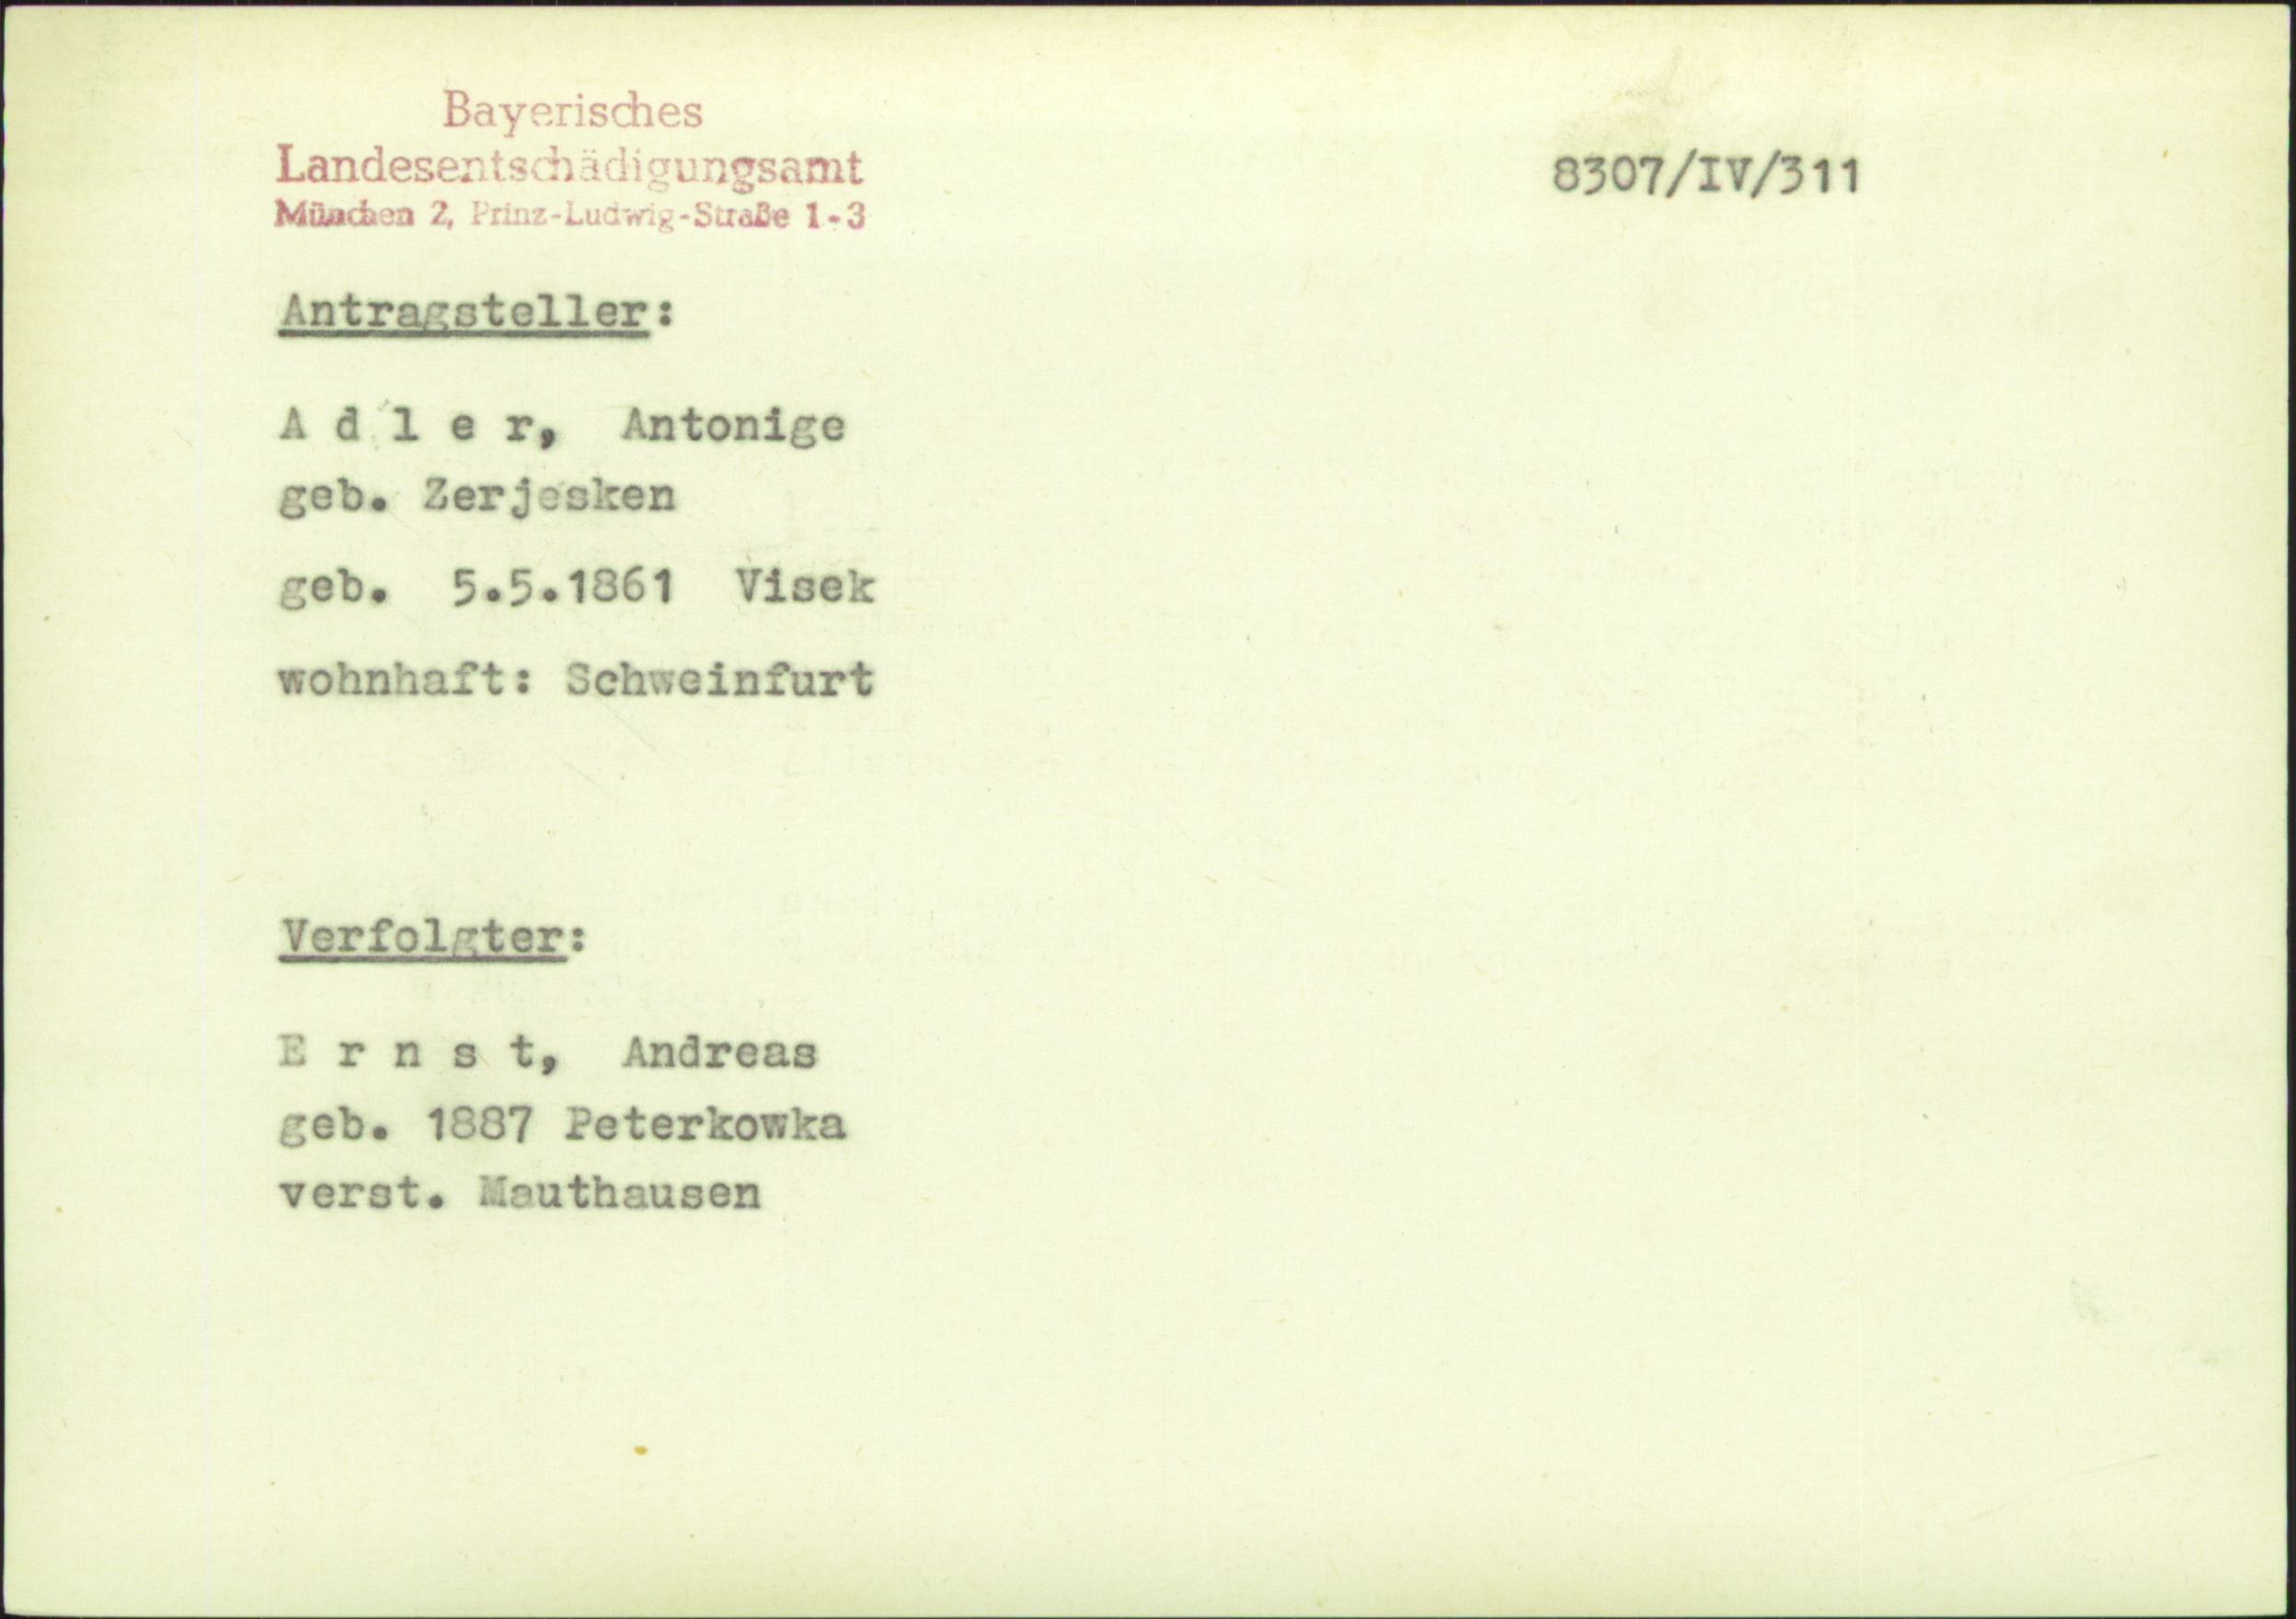 Bayerisches
Landesentschädigungsamt
München 2, Prinz-Ludwig-Straße 1-3
8307/IV/311
Antragsteller:
A d l e r, Antonige
geb. Zerjesken
geb. 5.5.1861 Visek
wohnhaft: Schweinfurt
Verfolgter:
E r n s t, Andreas
geb. 1887 Peterkowka
verst. Mauthausen